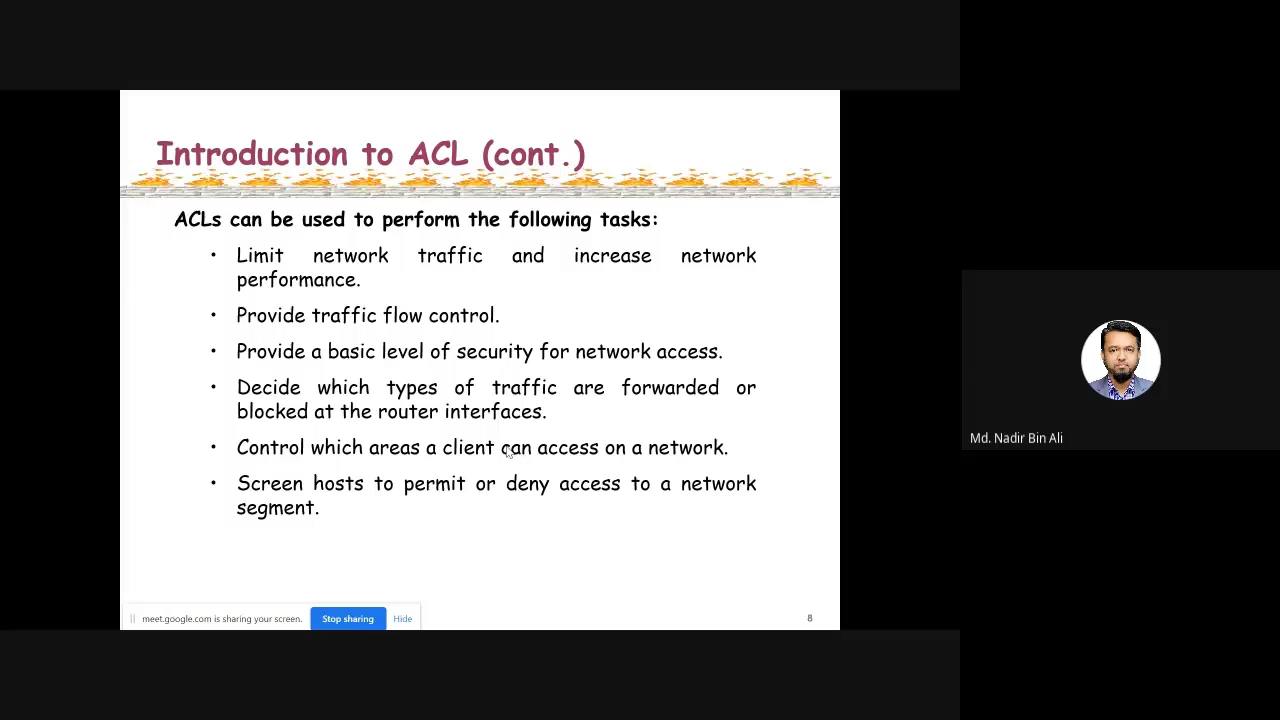 Introduction to ACL (cont.)
ACLs can be used to perform the following tasks:
• Limit network traffic and increase network
performance.
• Provide traffic flow control.
• Provide a basic level of security for network access.
• Decide which types of traffic are forwarded or
blocked at the router interfaces.
• Control which areas a client can access on a network.
• Screen hosts to permit or deny access to a network
segment.
meet.google.com is sharing your screen. Stop sharing Hide
8
Md. Nadir Bin Ali